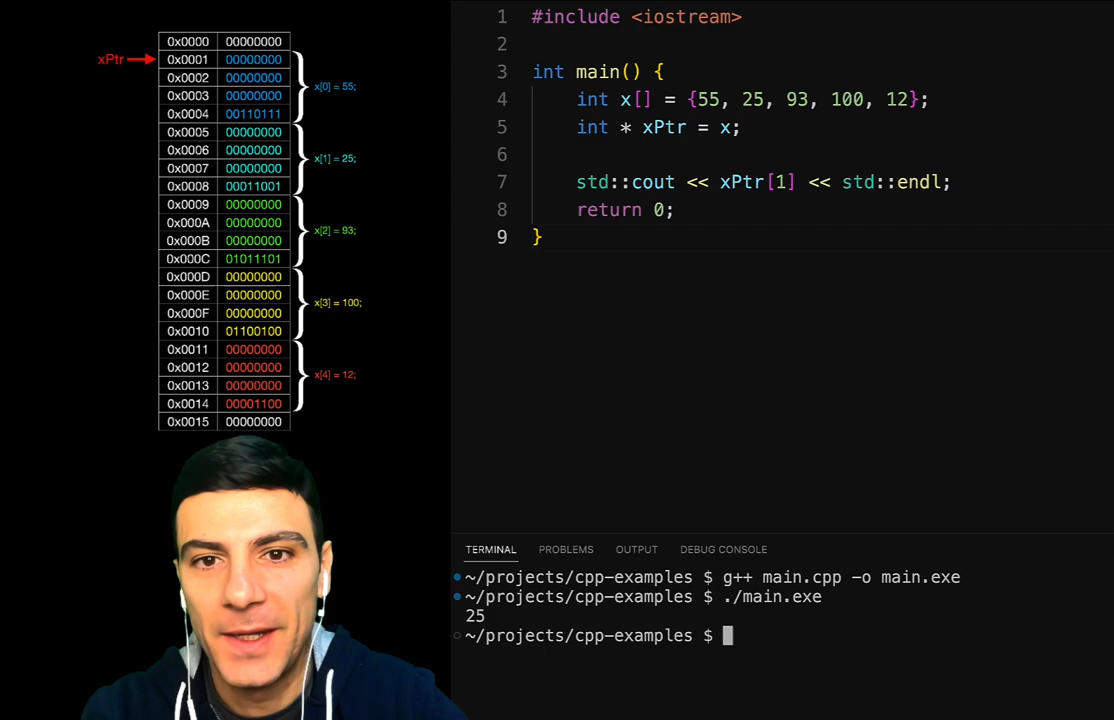 0x0000 00000000
xPtr 0x0001 00000000
0x0002 00000000
x[0] = 55;
0x0003 00000000
0x0004 00110111
0x0005 00000000
0x0006 00000000
x[1] = 25;
0x0007 00000000
0x0008 00011001
0x0009 00000000
0x000A 00000000
x[2] = 93;
0x000B 00000000
0x000C 01011101
0x000D 00000000
0x000E 00000000
x[3] = 100;
0x000F 00000000
0x0010 01100100
0x0011 00000000
0x0012 00000000
x[4] = 12;
0x0013 00000000
0x0014 00001100
0x0015 00000000
1 #include <iostream>
2
3 int main() {
4 int x[] = {55, 25, 93, 100, 12};
5 int * xPtr = x;
6
7 std::cout << xPtr[1] << std::endl;
8 return 0;
9 }
TERMINAL PROBLEMS OUTPUT DEBUG CONSOLE
~/projects/cpp-examples $ g++ main.cpp -o main.exe
~/projects/cpp-examples $ ./main.exe
25
~/projects/cpp-examples $